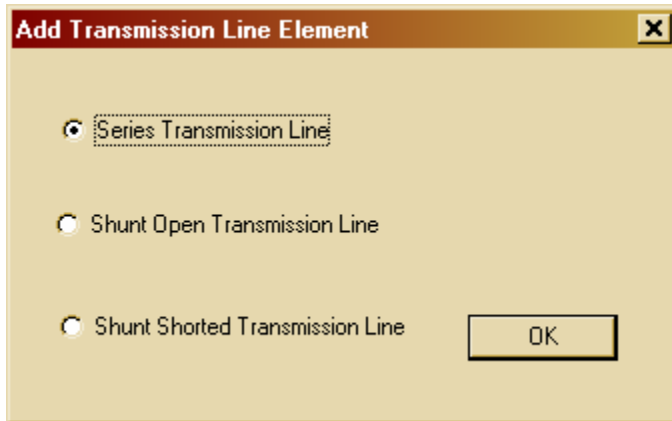 Add Transmission Line Element
Series Transmission Line
Shunt Open Transmission Line
Shunt Shorted Transmission Line
OK